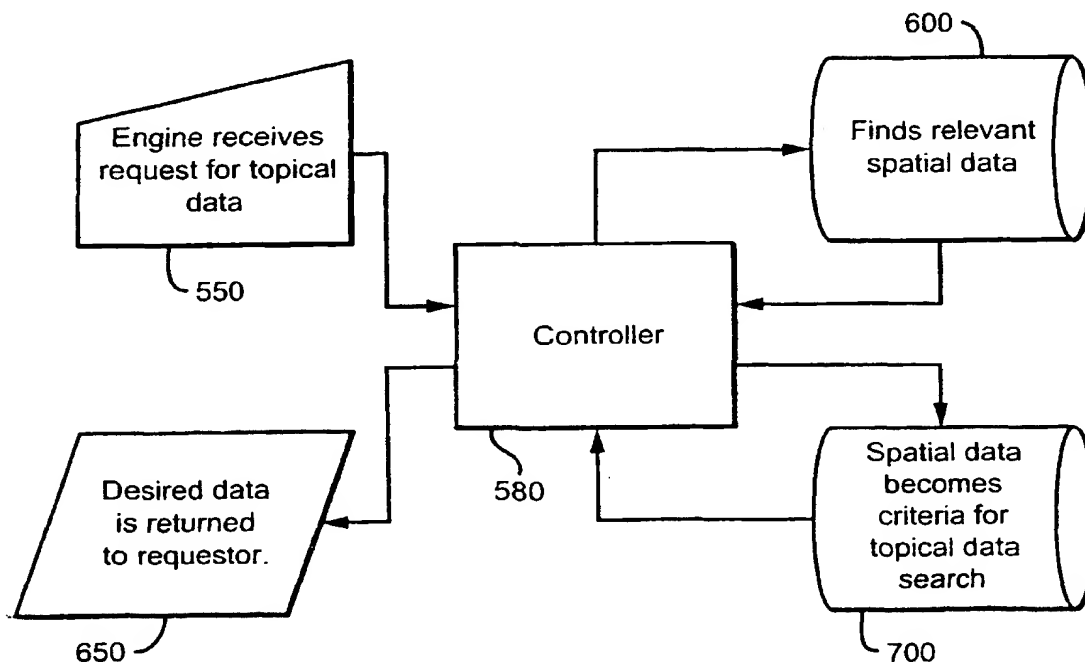 600
Engine receives
request for topical
data
550
Finds relevant
spatial data
Controller
580
Desired data
is returned
to requestor.
650
Spatial data
becomes
criteria for
topical data
search
700